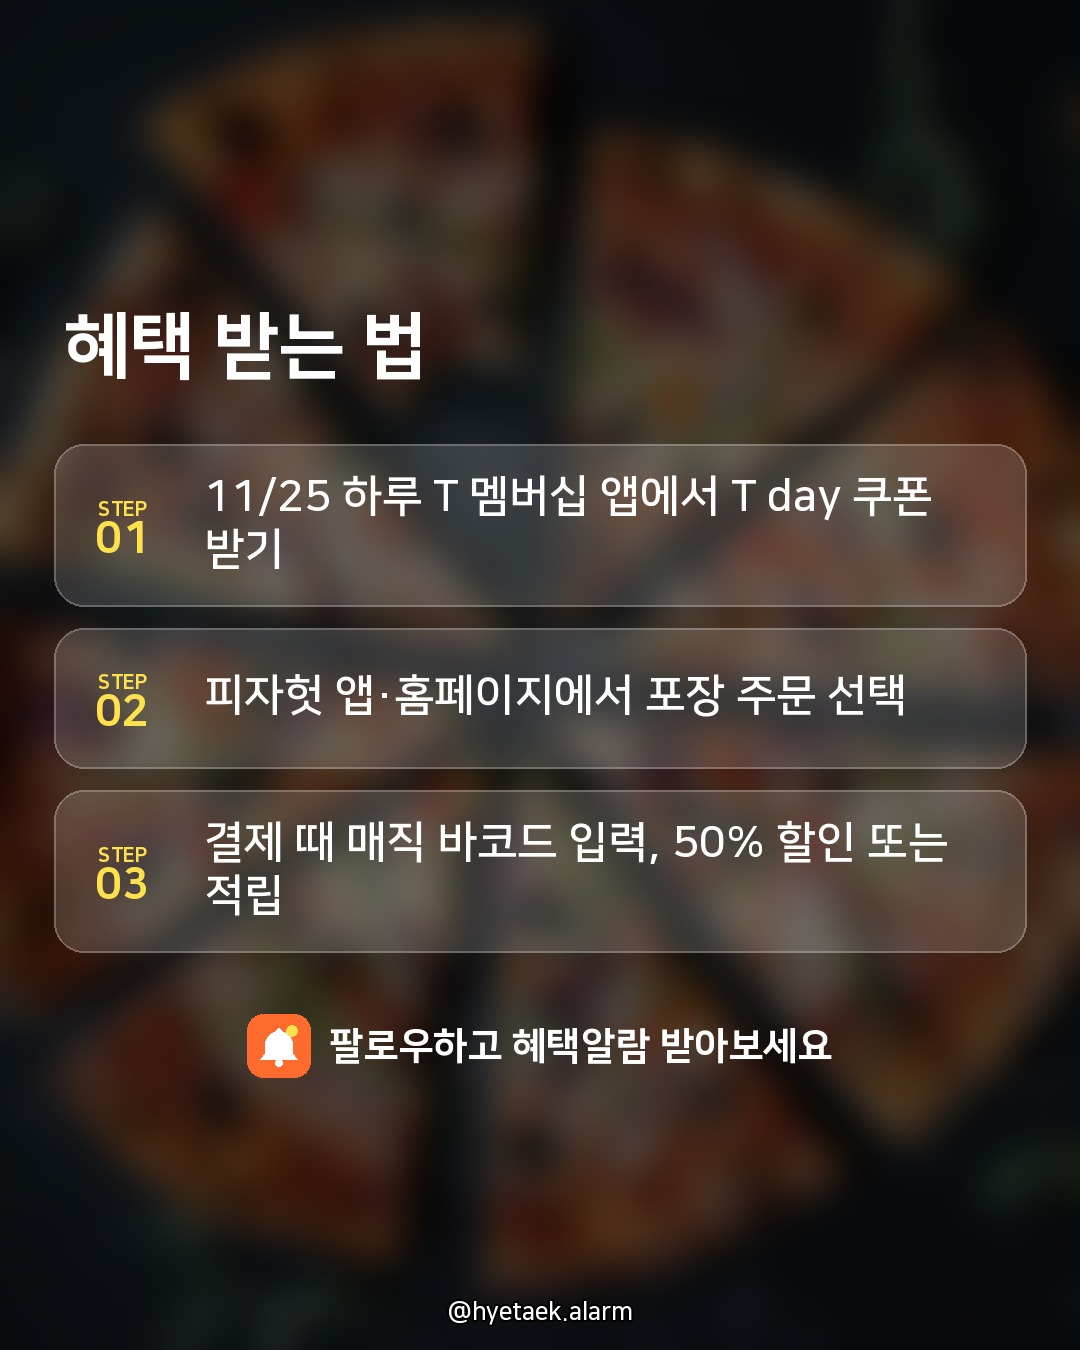 혜택 받는 법
STEP
01
11/25 하루 T 멤버십 앱에서 T day 쿠폰
받기
STEP
02
피자헛 앱·홈페이지에서 포장 주문 선택
STEP
03
결제 때 매직 바코드 입력, 50% 할인 또는
적립
팔로우하고 혜택알람 받아보세요
@hyetaek.alarm